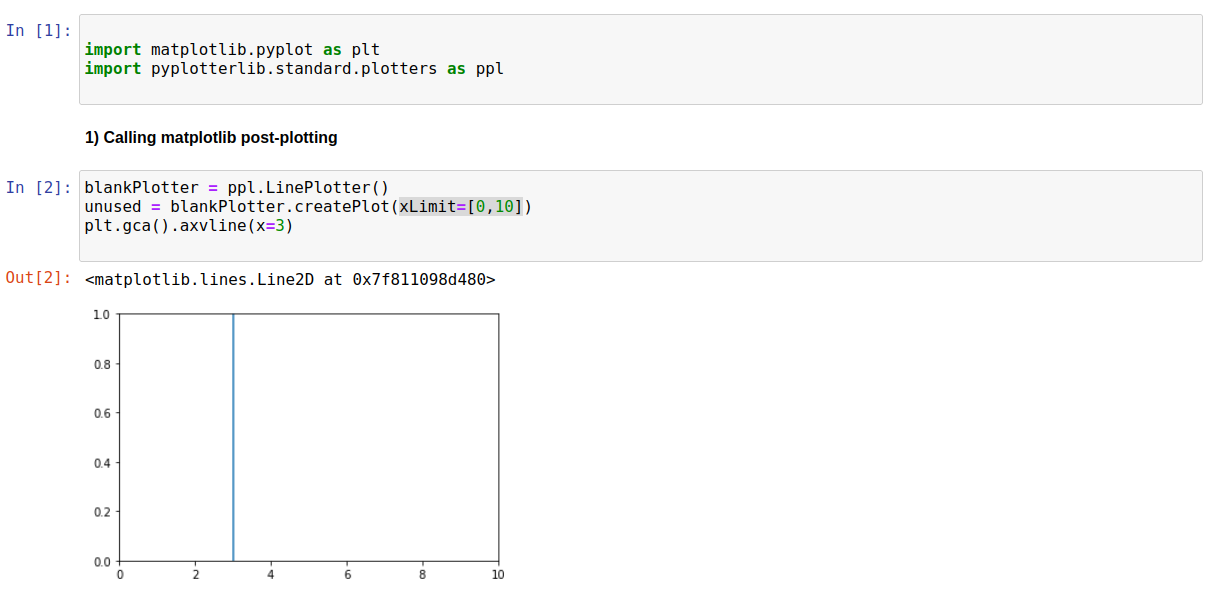 In [1]:
import matplotlib.pyplot as plt
import pyplotterlib.standard.plotters as ppl
1) Calling matplotlib post-plotting
In [2]:
blankPlotter = ppl.LinePlotter()
unused = blankPlotter.createPlot(xLimit=[0,10])
plt.gca().axvline(x=3)
Out[2]:
<matplotlib.lines.Line2D at 0x7f811098d480>
1.0
0.8
0.6
0.4
0.2
0.0
0 2 4 6 8 10